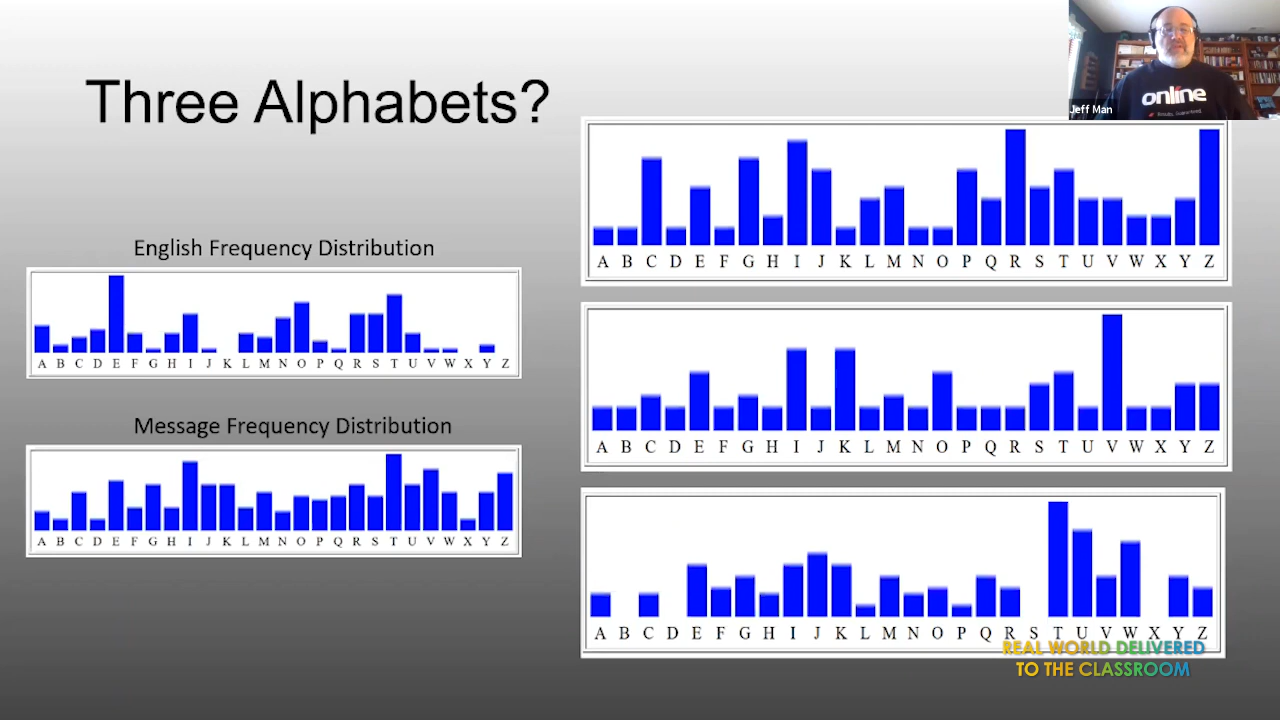 Three Alphabets?
online
Jeff Man
English Frequency Distribution
A B C D E F G H I J K L M N O P Q R S T U V W X Y Z
Message Frequency Distribution
A B C D E F G H I J K L M N O P Q R S T U V W X Y Z
A B C D E F G H I J K L M N O P Q R S T U V W X Y Z
A B C D E F G H I J K L M N O P Q R S T U V W X Y Z
A B C D E F G H I J K L M N O P Q R S T U V W X Y Z
REAL WORLD DELIVERED
TO THE CLASSROOM